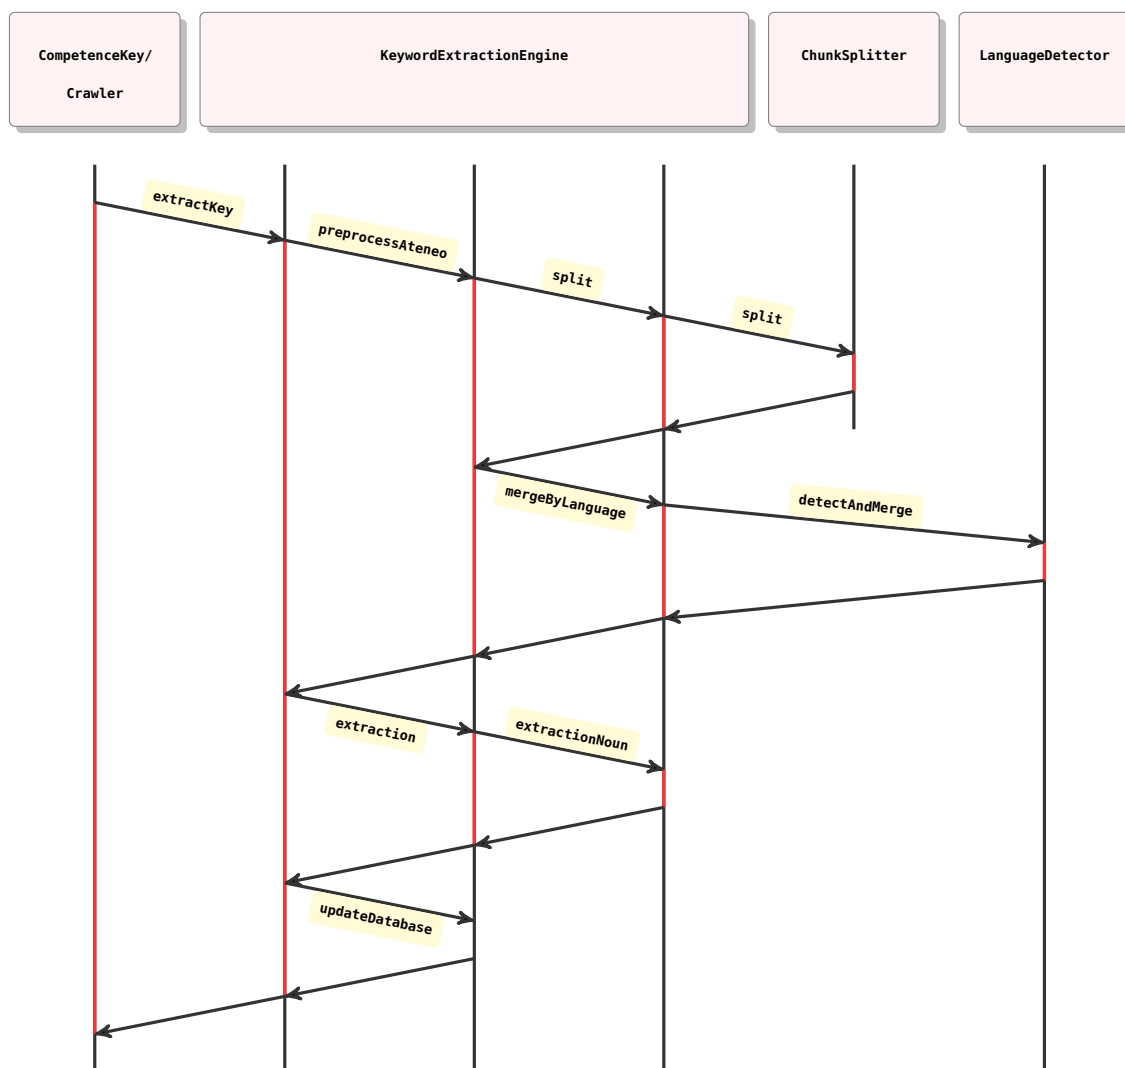 CompetenceKey/
Crawler
KeywordExtractionEngine
ChunkSplitter
LanguageDetector
extractKey
preprocessAteneo
split
split
mergeByLanguage
detectAndMerge
extraction
extractionNoun
updateDatabase